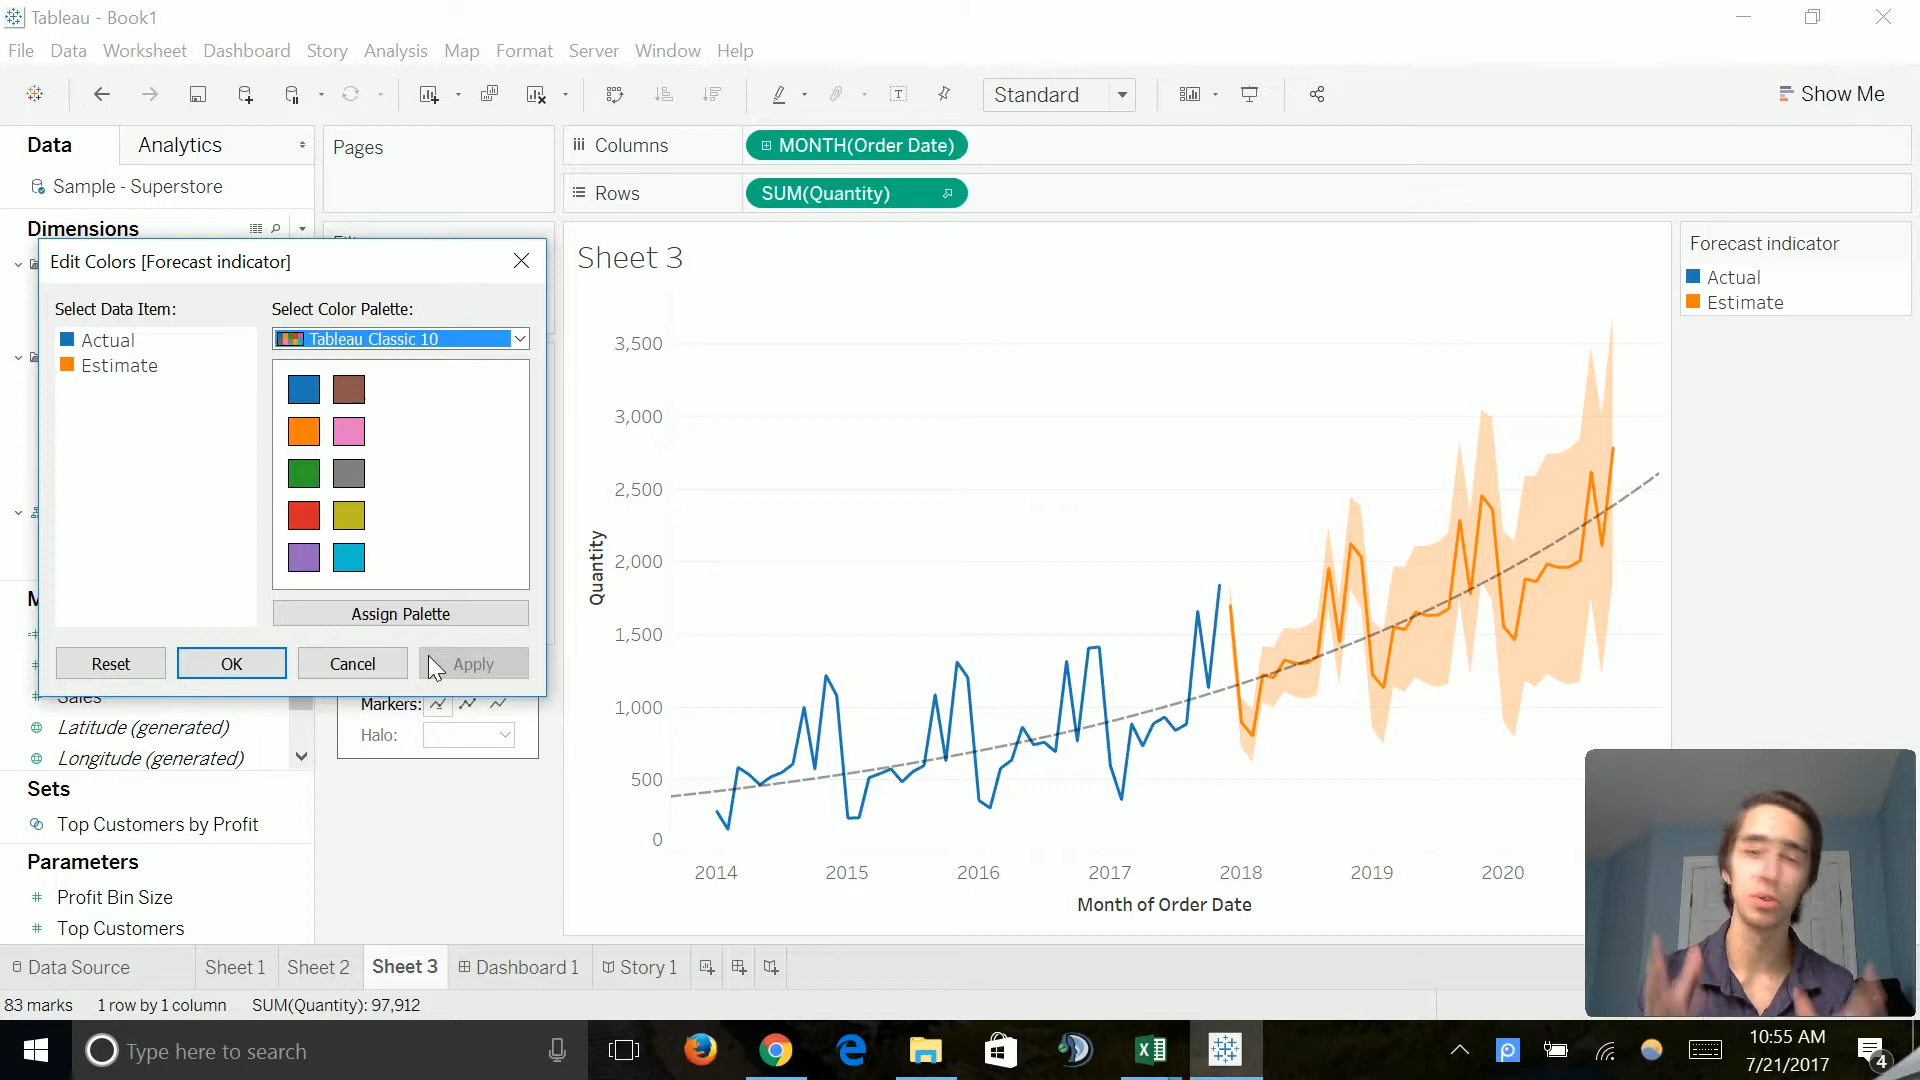 Tableau - Book1
File Data Worksheet Dashboard Story Analysis Map Format Server Window Help
Standard
Show Me
Data Analytics
Sample - Superstore
Dimensions
Pages
Columns MONTH(Order Date)
Rows SUM(Quantity)
Edit Colors [Forecast indicator]
Select Data Item:
Actual
Estimate
Select Color Palette:
Tableau Classic 10
Assign Palette
Reset OK Cancel Apply
Sales
Latitude (generated)
Longitude (generated)
Markers:
Halo:
Sets
Top Customers by Profit
Parameters
Profit Bin Size
Top Customers
Sheet 3
3,500
3,000
2,500
2,000
1,500
1,000
500
0
Quantity
2014 2015 2016 2017 2018 2019 2020
Month of Order Date
Forecast indicator
Actual
Estimate
Data Source Sheet 1 Sheet 2 Sheet 3 Dashboard 1 Story 1
83 marks 1 row by 1 column SUM(Quantity): 97,912
Type here to search
10:55 AM
7/21/2017
4